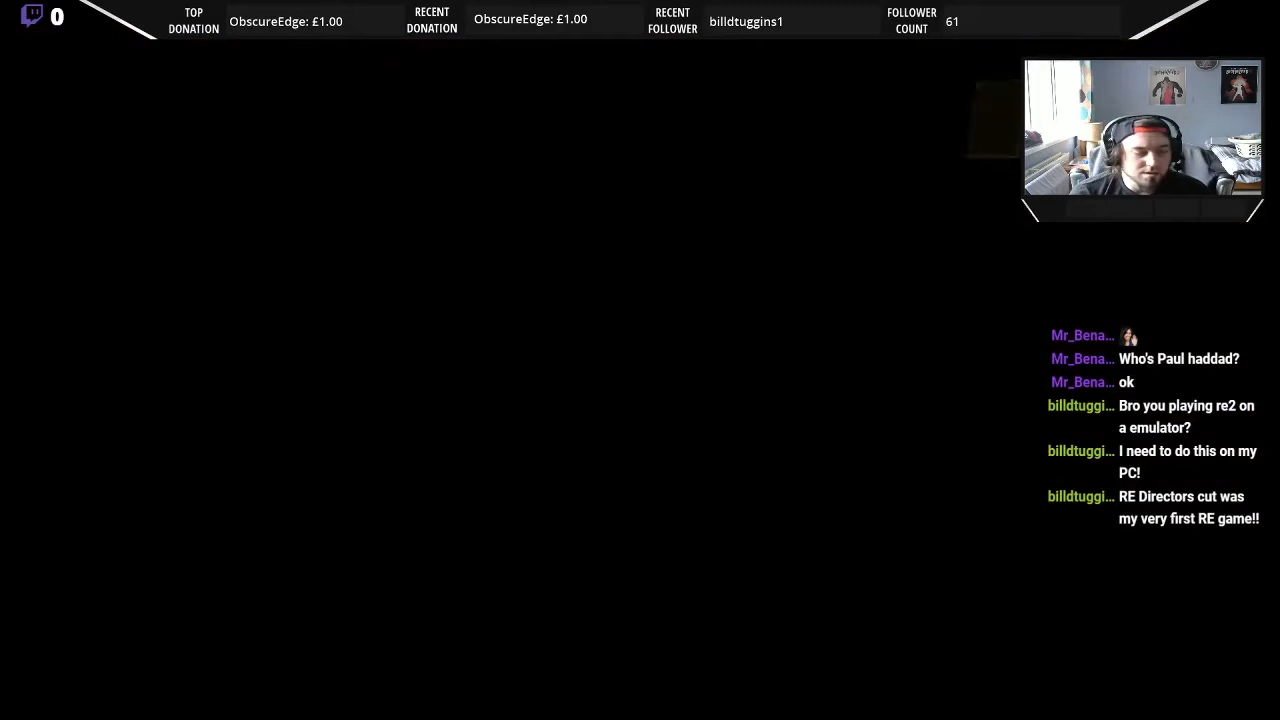 0
TOP DONATION
ObscureEdge: £1.00
RECENT DONATION
ObscureEdge: £1.00
RECENT FOLLOWER
billdtuggins1
FOLLOWER COUNT
61
Mr_Bena...
Mr_Bena... Who's Paul haddad?
Mr_Bena... ok
billdtuggi... Bro you playing re2 on
a emulator?
billdtuggi... I need to do this on my
PC!
billdtuggi... RE Directors cut was
my very first RE game!!